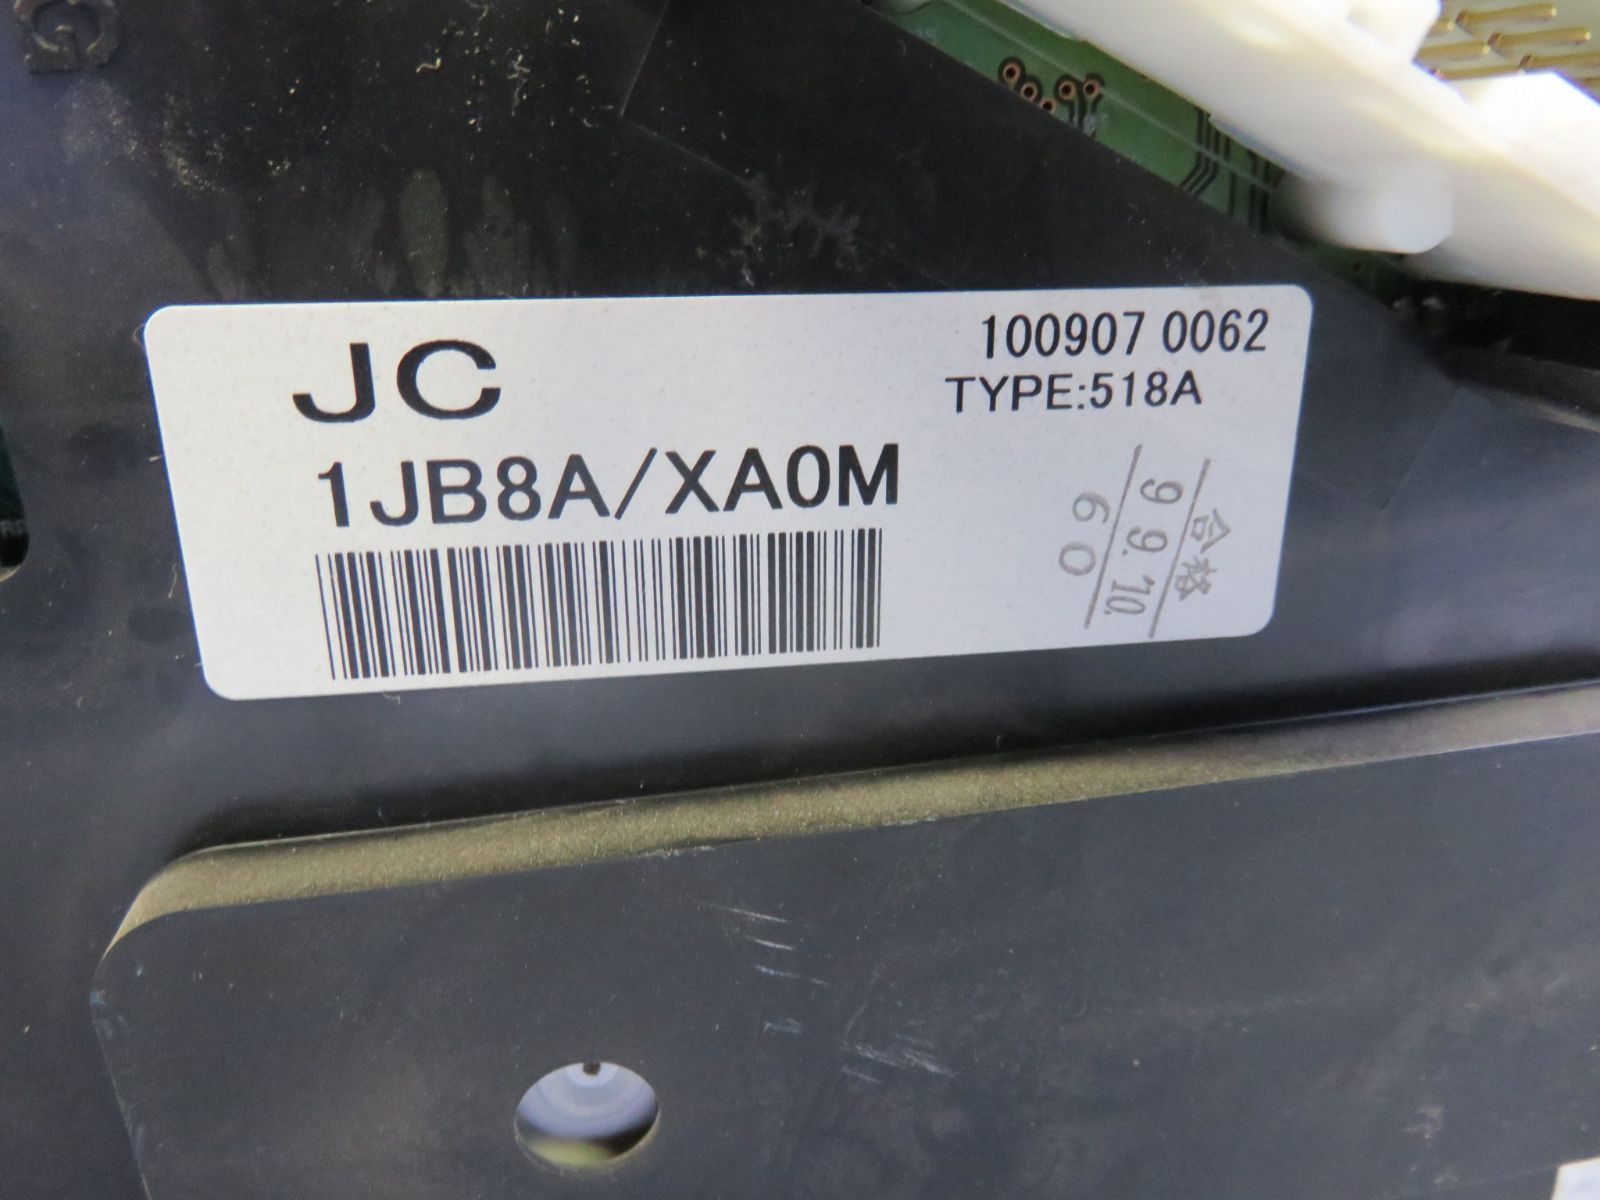 JC
100907 0062
TYPE:518A
1JB8A/XA0M
合格
99.10.
60